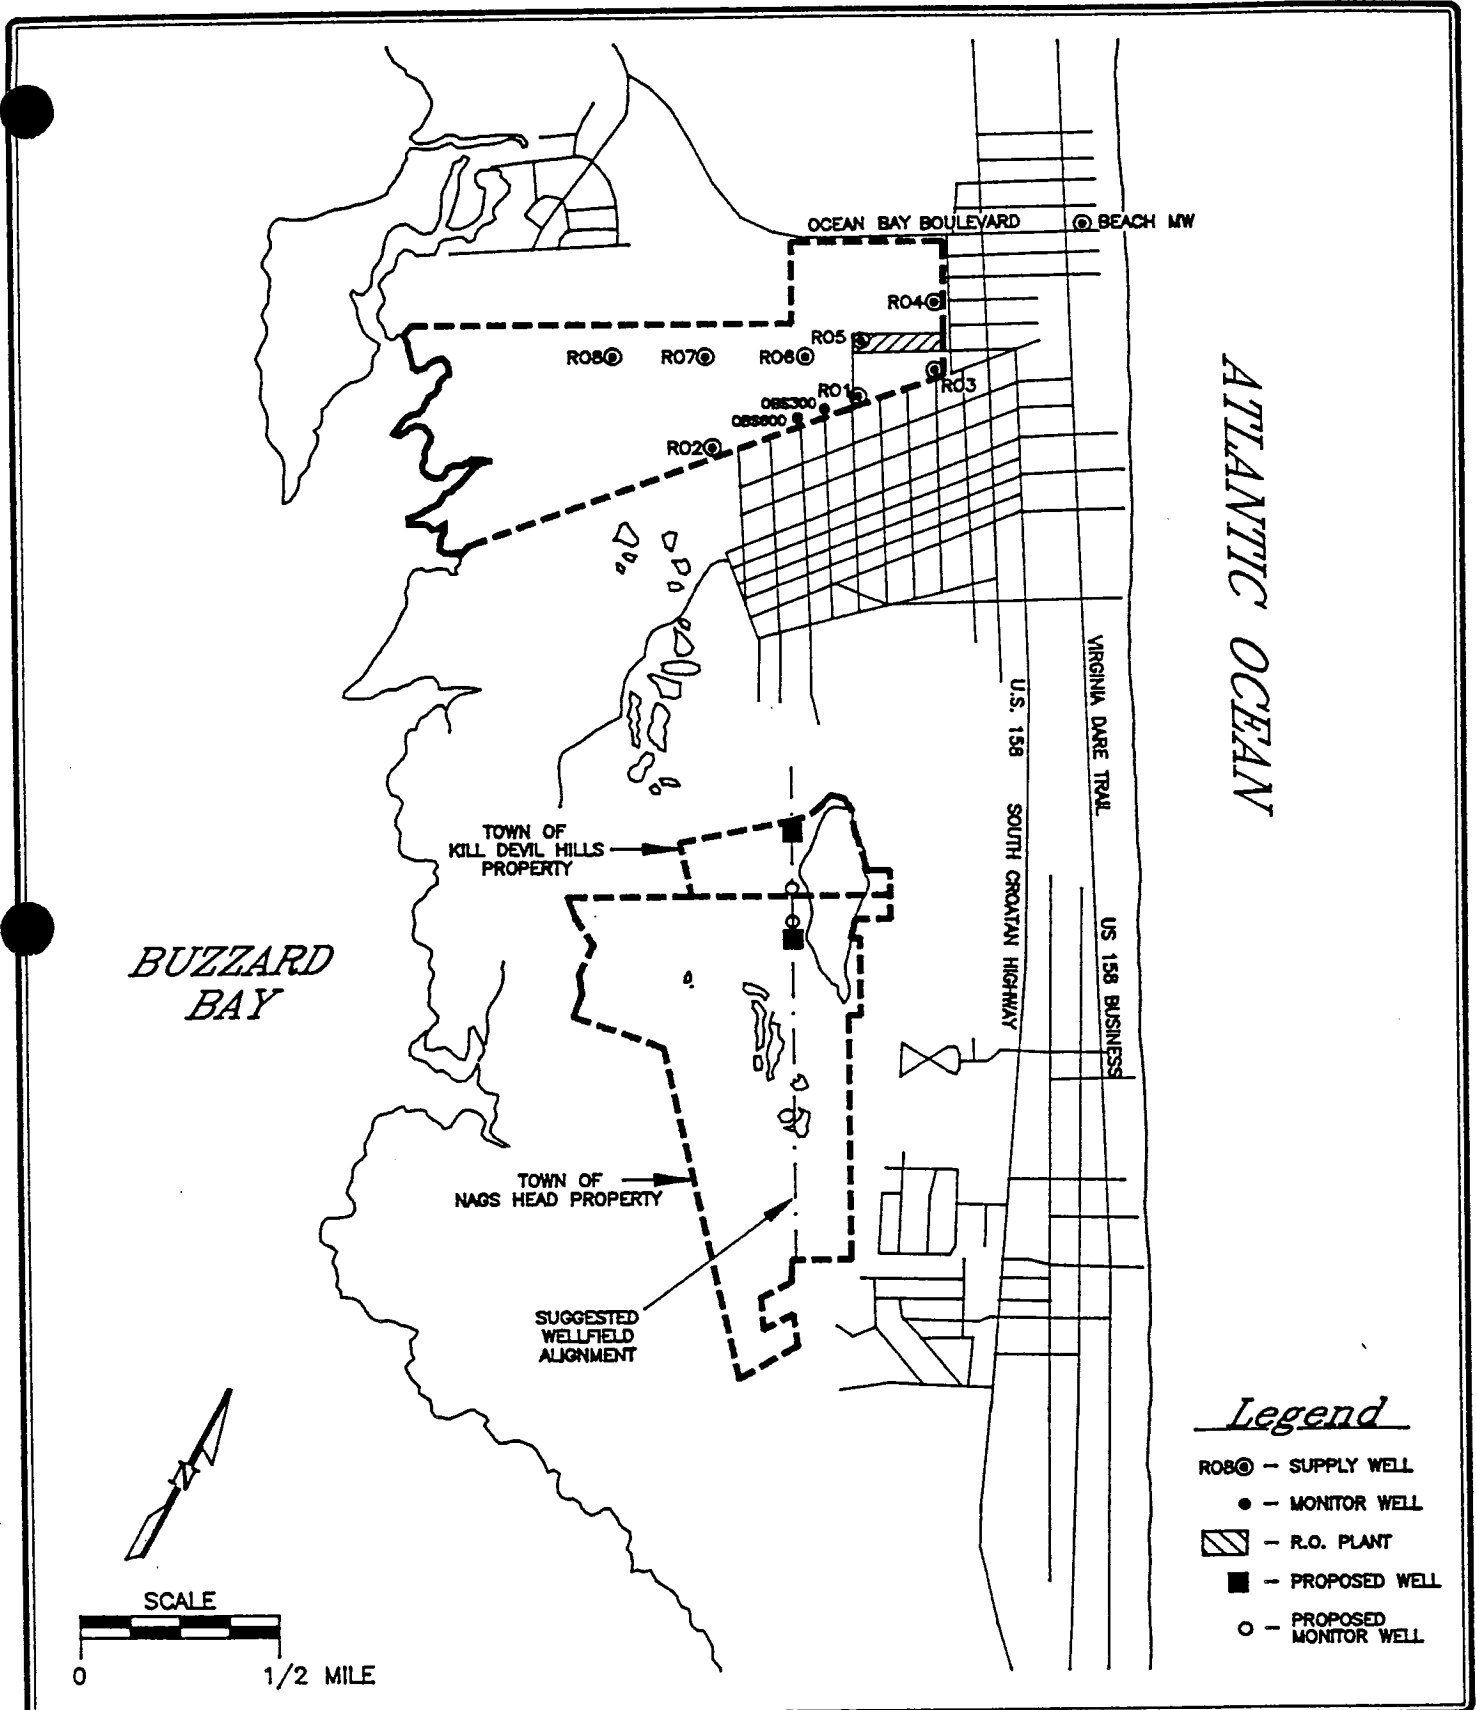 OCEAN BAY BOULEVARD
BEACH MW
RO4
RO5
RO8
RO7
RO6
RO3
RO1
OBS300
OBS600
RO2
ATLANTIC OCEAN
VIRGINIA DARE TRAIL
U.S. 158 SOUTH CROATAN HIGHWAY
US 158 BUSINESS
TOWN OF
KILL DEVIL HILLS
PROPERTY
BUZZARD
BAY
TOWN OF
NAGS HEAD PROPERTY
SUGGESTED
WELLFIELD
ALIGNMENT
N
SCALE
0 1/2 MILE
Legend
RO8 – SUPPLY WELL
– MONITOR WELL
– R.O. PLANT
– PROPOSED WELL
– PROPOSED
MONITOR WELL